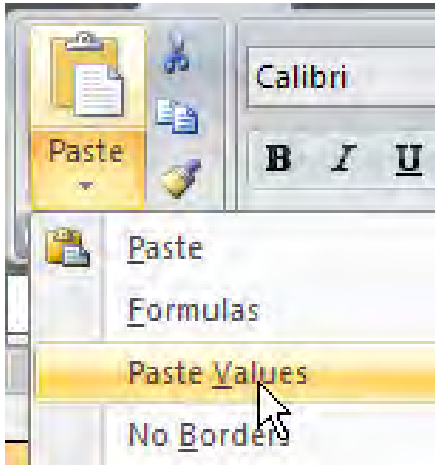 Calibri
Paste
B I U
Paste
Formulas
Paste Values
No Borders